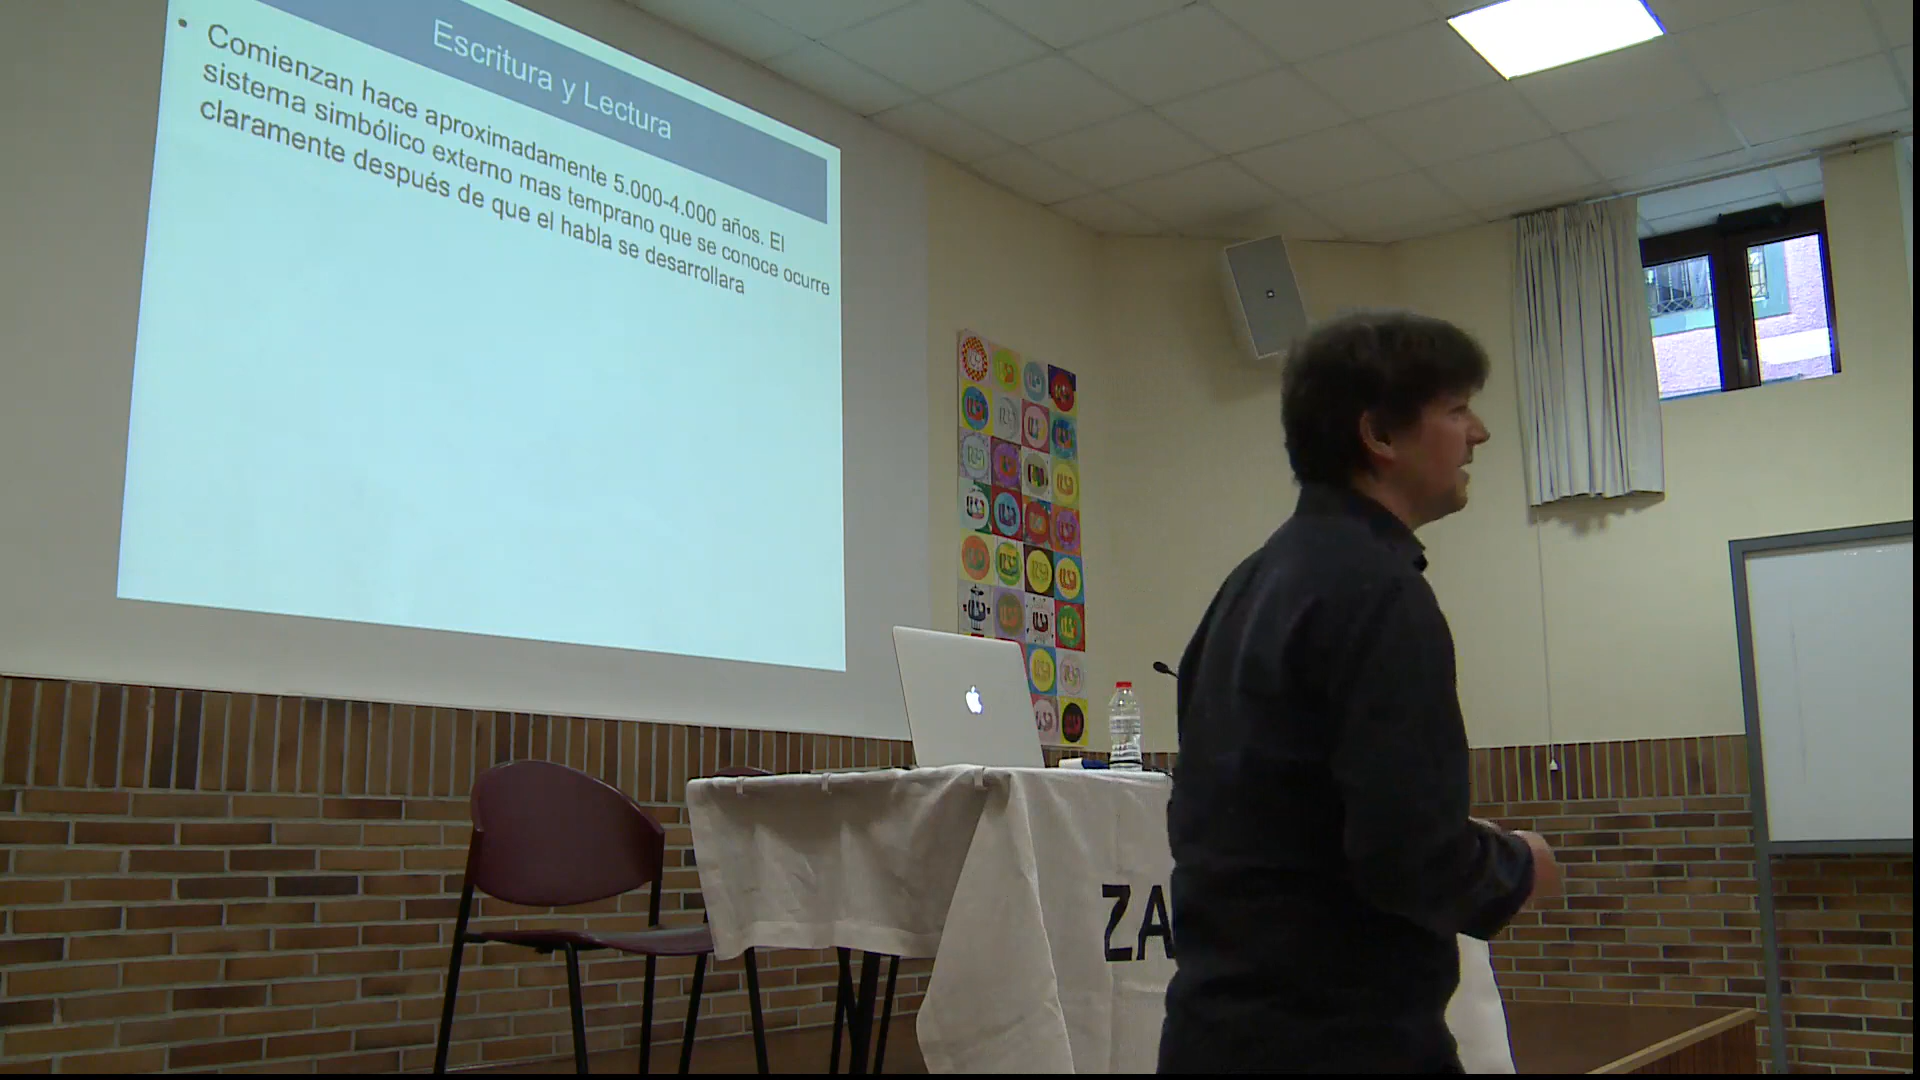 Escritura y Lectura
• Comienzan hace aproximadamente 5.000-4.000 años. El
sistema simbólico externo mas temprano que se conoce ocurre
claramente después de que el habla se desarrollara
ZA